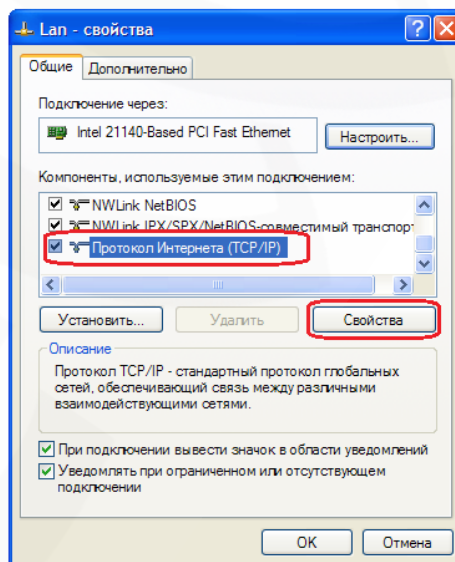 Lan - свойства
Общие
Дополнительно
Подключение через:
Intel 21140-Based PCI Fast Ethernet
Настроить...
Компоненты, используемые этим подключением:
NWLink NetBIOS
NWLink IPX/SPX/NetBIOS-совместимый транспорт
Протокол Интернета (TCP/IP)
Установить...
Удалить
Свойства
Описание
Протокол TCP/IP - стандартный протокол глобальных
сетей, обеспечивающий связь между различными
взаимодействующими сетями.
При подключении вывести значок в области уведомлений
Уведомлять при ограниченном или отсутствующем
подключении
OK
Отмена